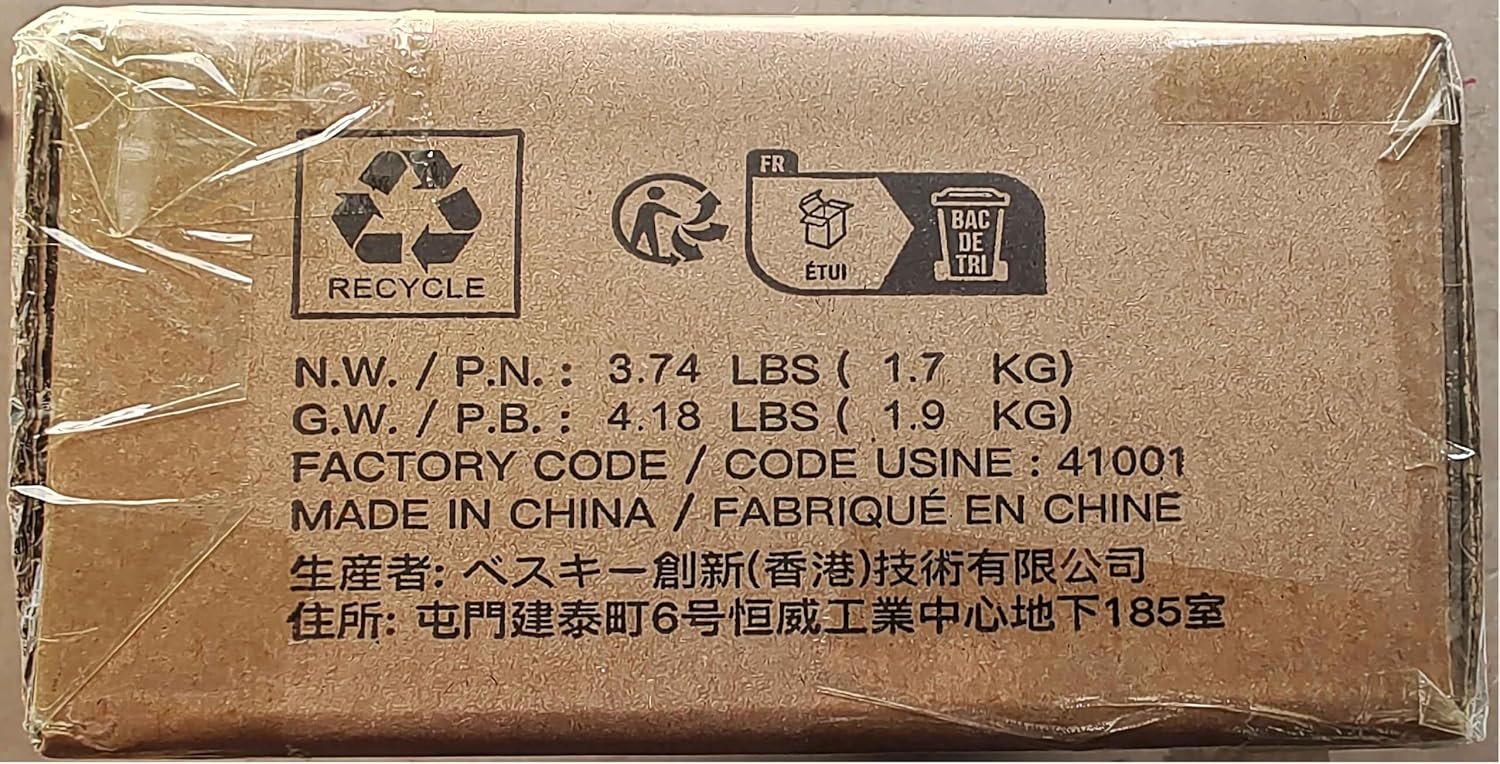 RECYCLE
FR
ÉTUI
BAC
DE
TRI
N.W. / P.N. : 3.74 LBS ( 1.7 KG)
G.W. / P.B. : 4.18 LBS ( 1.9 KG)
FACTORY CODE / CODE USINE : 41001
MADE IN CHINA / FABRIQUÉ EN CHINE
生産者: ベスキー創新(香港)技術有限公司
住所: 屯門建泰町6号恒威工業中心地下185室